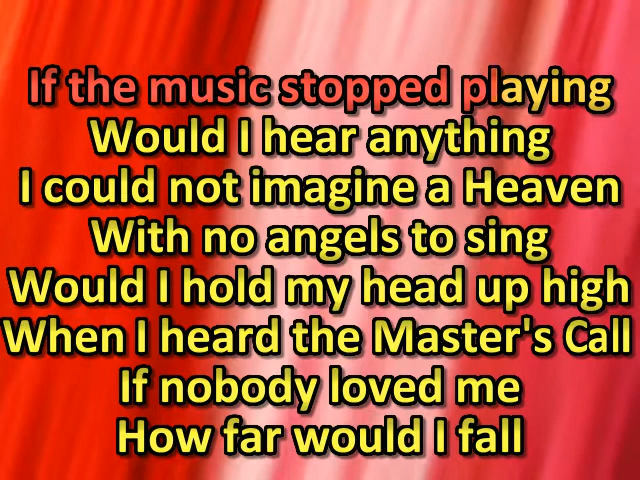 If the music stopped playing
Would I hear anything
I could not imagine a Heaven
With no angels to sing
Would I hold my head up high
When I heard the Master's Call
If nobody loved me
How far would I fall